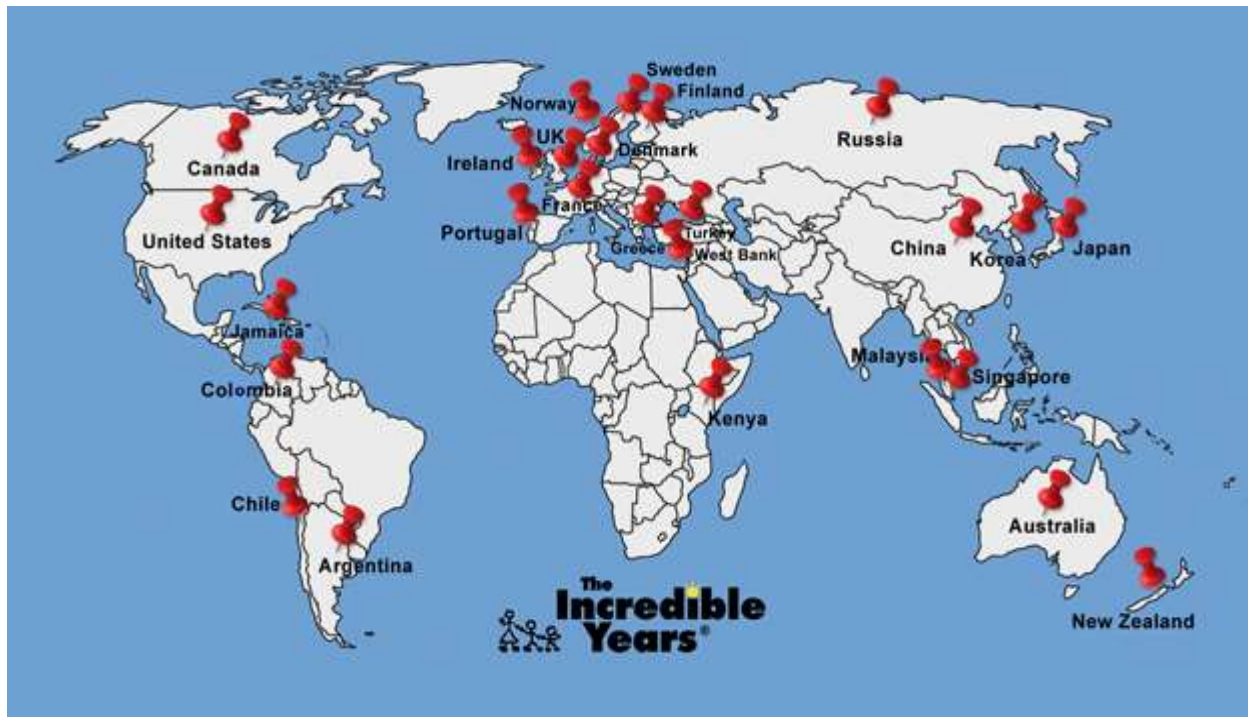 Sweden
Finland
Norway
UK
Denmark
Ireland
Russia
Canada
France
Portugal
United States
Turkey
Greece
West Bank
China
Korea
Japan
Jamaica
Malaysia
Singapore
Colombia
Kenya
Chile
Australia
Argentina
The
Incredible
Years®
New Zealand